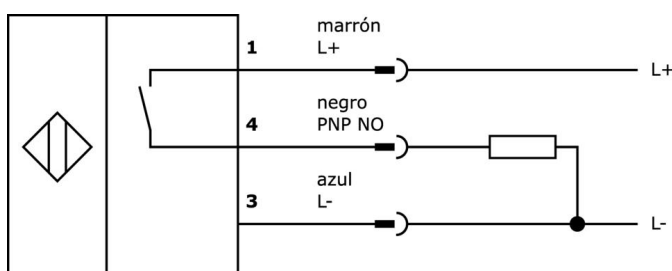 marrón
1 L+
L+
negro
4 PNP NO
azul
3 L-
L-